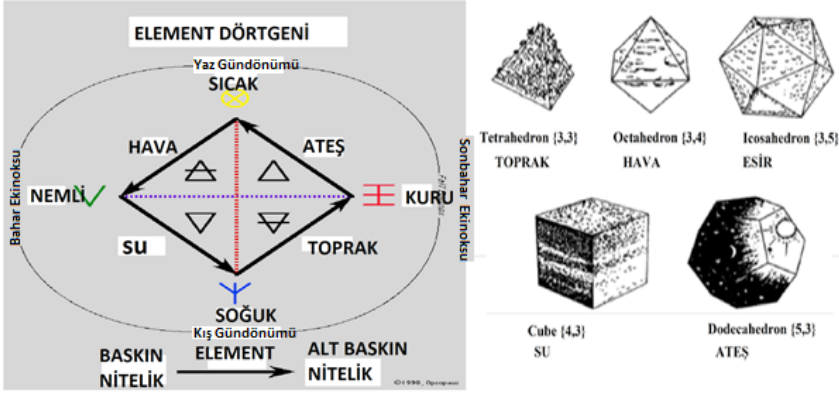 ELEMENT DÖRTGENİ
Yaz Gündönümü
SICAK
HAVA
ATEŞ
Bahar Ekinoksu
NEMLİ
KURU
Sonbahar Ekinoksu
su
TOPRAK
SOĞUK
Kış Gündönümü
BASKIN
NİTELİK
ELEMENT
ALT BASKIN
NİTELİK
©1998, Opsopaus
Tetrahedron {3,3}
TOPRAK
Octahedron {3,4}
HAVA
Icosahedron {3,5}
ESİR
Cube {4,3}
SU
Dodecahedron {5,3}
ATEŞ